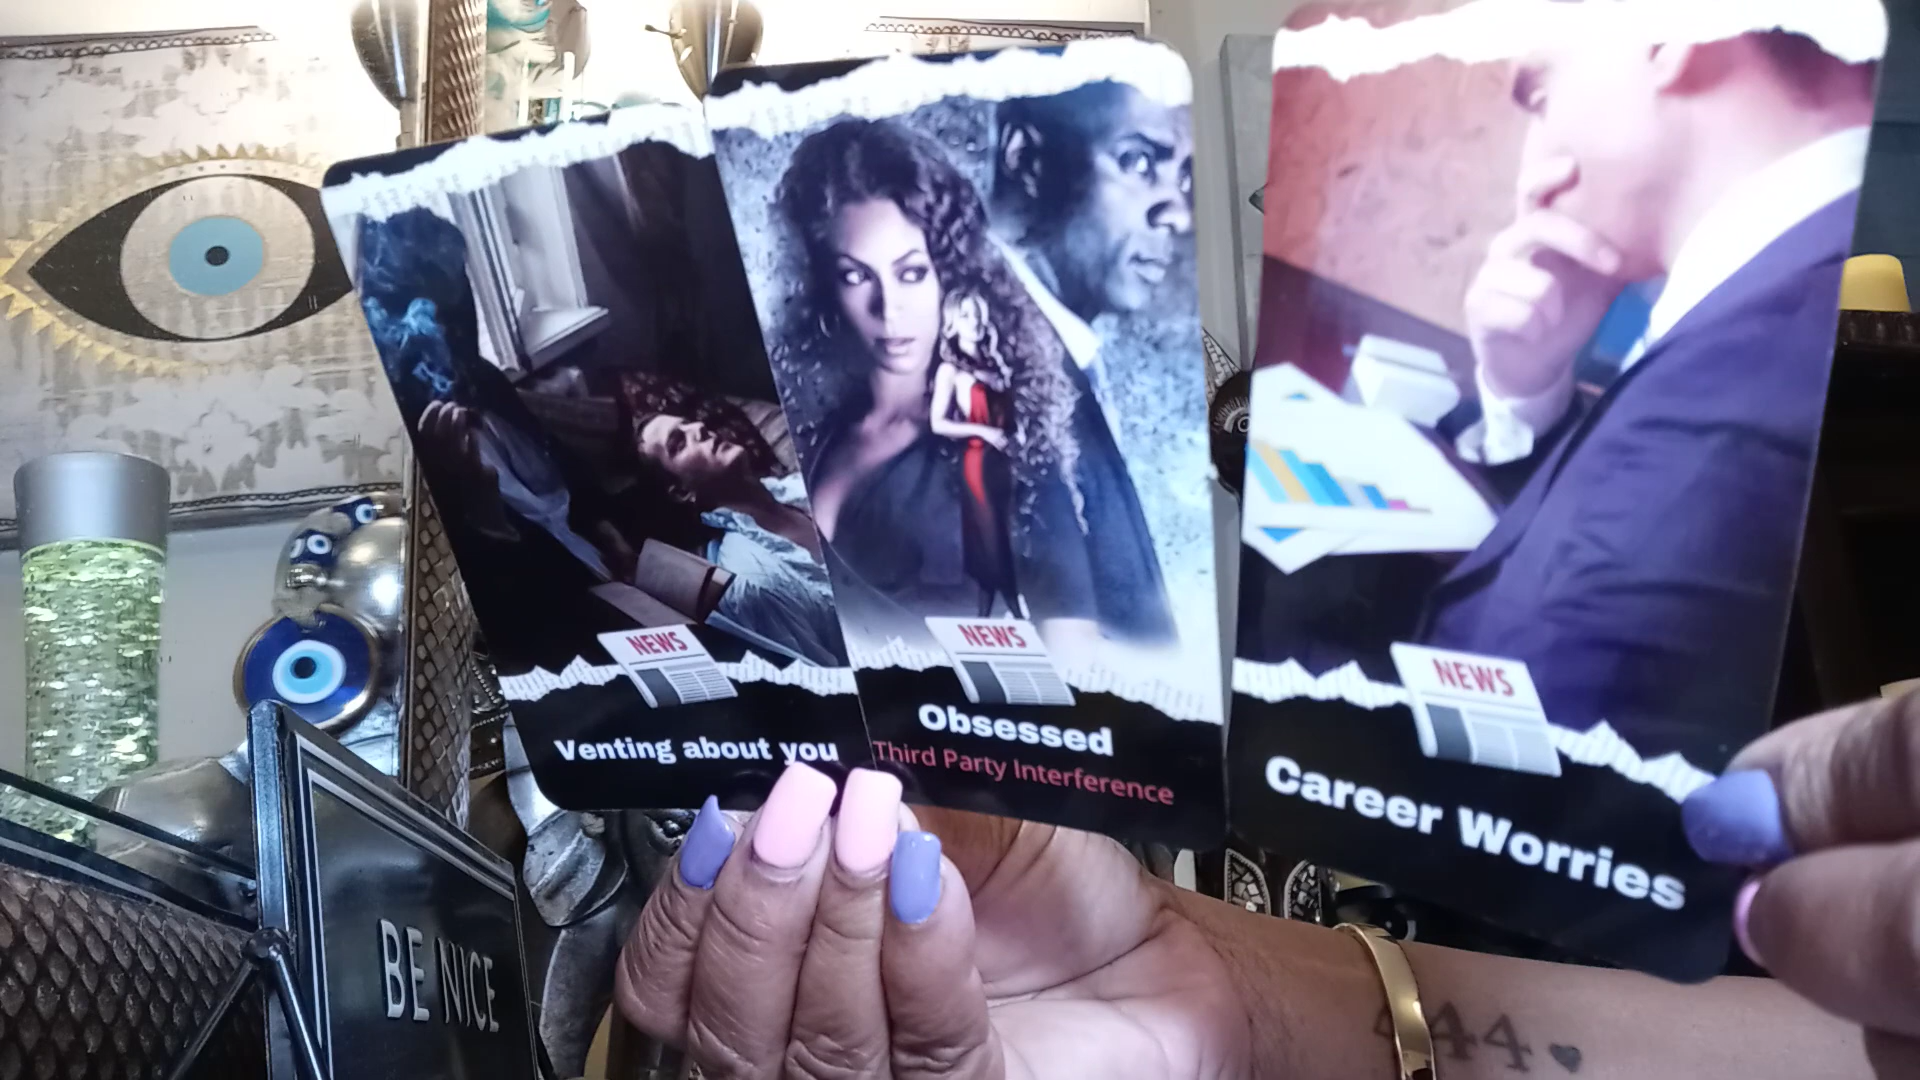 NEWS
Venting about you
NEWS
Obsessed
Third Party Interference
NEWS
Career Worries
BE NICE
444